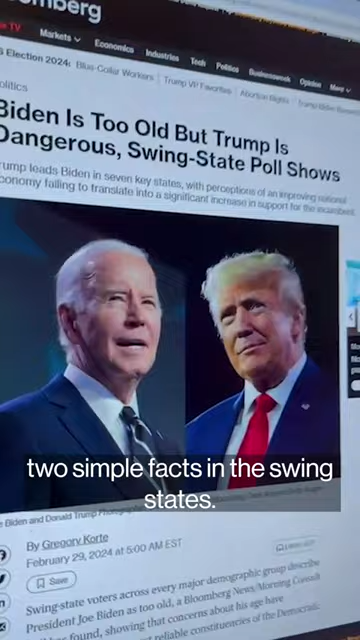 omberg
TV
Markets
Economics
Industries
Tech
Politics
Businessweek
Opinion
More
S Election 2024:
Blue-Collar Workers
Trump VP Favorites
Abortion Rights
Trump
olitics
Biden Is Too Old But Trump Is
Dangerous, Swing-State Poll Shows
rump leads Biden in seven key states, with perceptions of an improving national
conomy failing to translate into a significant increase in support for the incumbent
two simple facts in the swing
states.
e Biden and Donald Trump
By Gregory Korte
February 29, 2024 at 5:00 AM EST
Save
Swing-state voters across every major demographic group describe
President Joe Biden as too old, a Bloomberg News/Morning Consult
found, showing that concerns about his age have
reliable constituencies of the Democratic